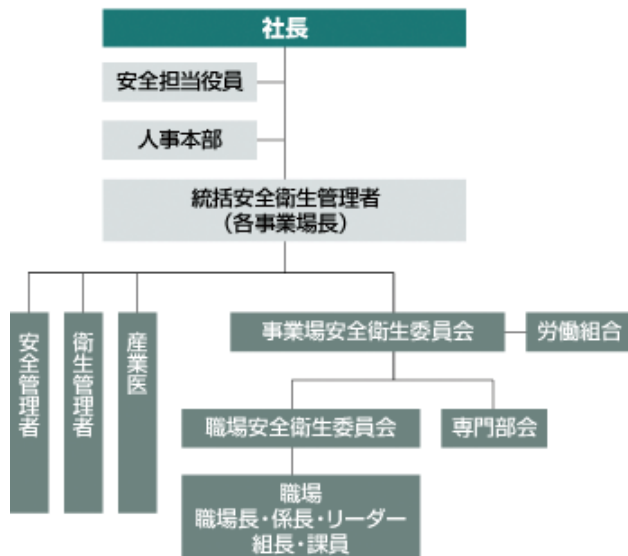 社長
安全担当役員
人事本部
統括安全衛生管理者
(各事業場長)
安全管理者
衛生管理者
産業医
事業場安全衛生委員会
労働組合
職場安全衛生委員会
専門部会
職場
職場長・係長・リーダー
組長・課員